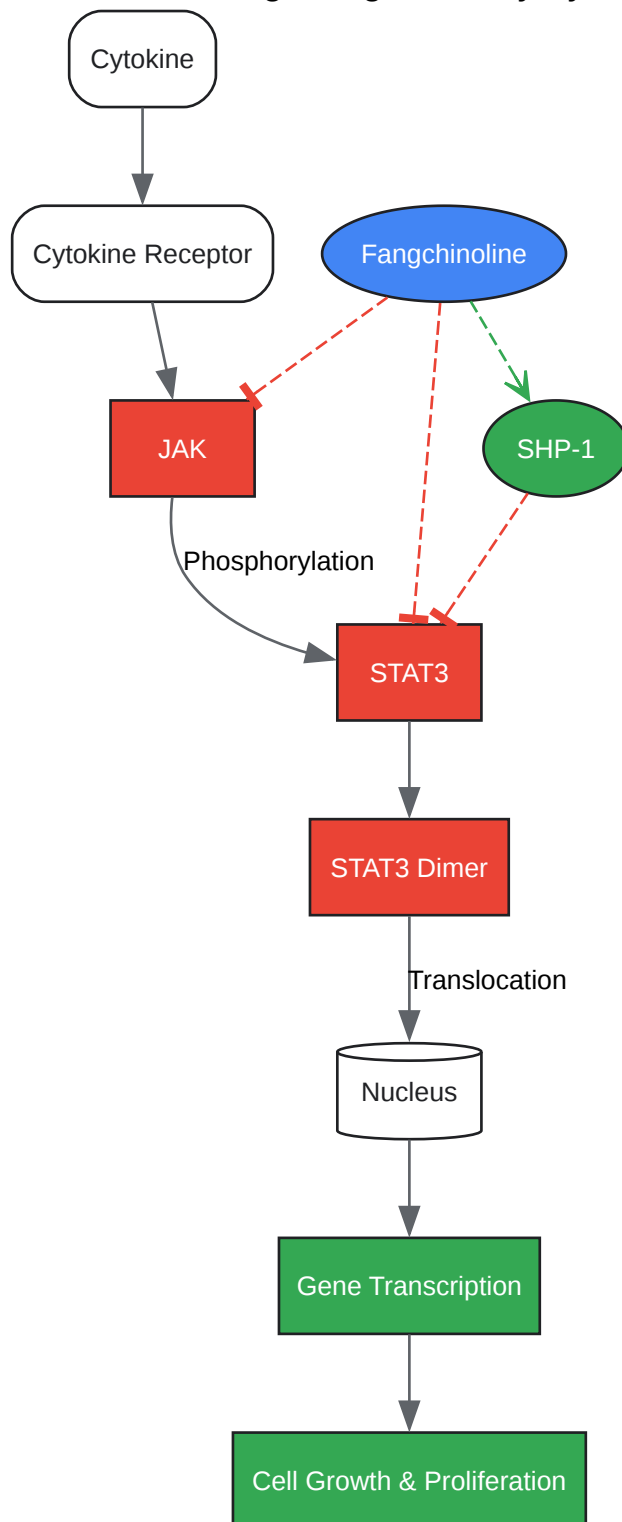 Cytokine
Cytokine Receptor
Fangchinoline
JAK
SHP-1
Phosphorylation
STAT3
STAT3 Dimer
Translocation
Nucleus
Gene Transcription
Cell Growth & Proliferation